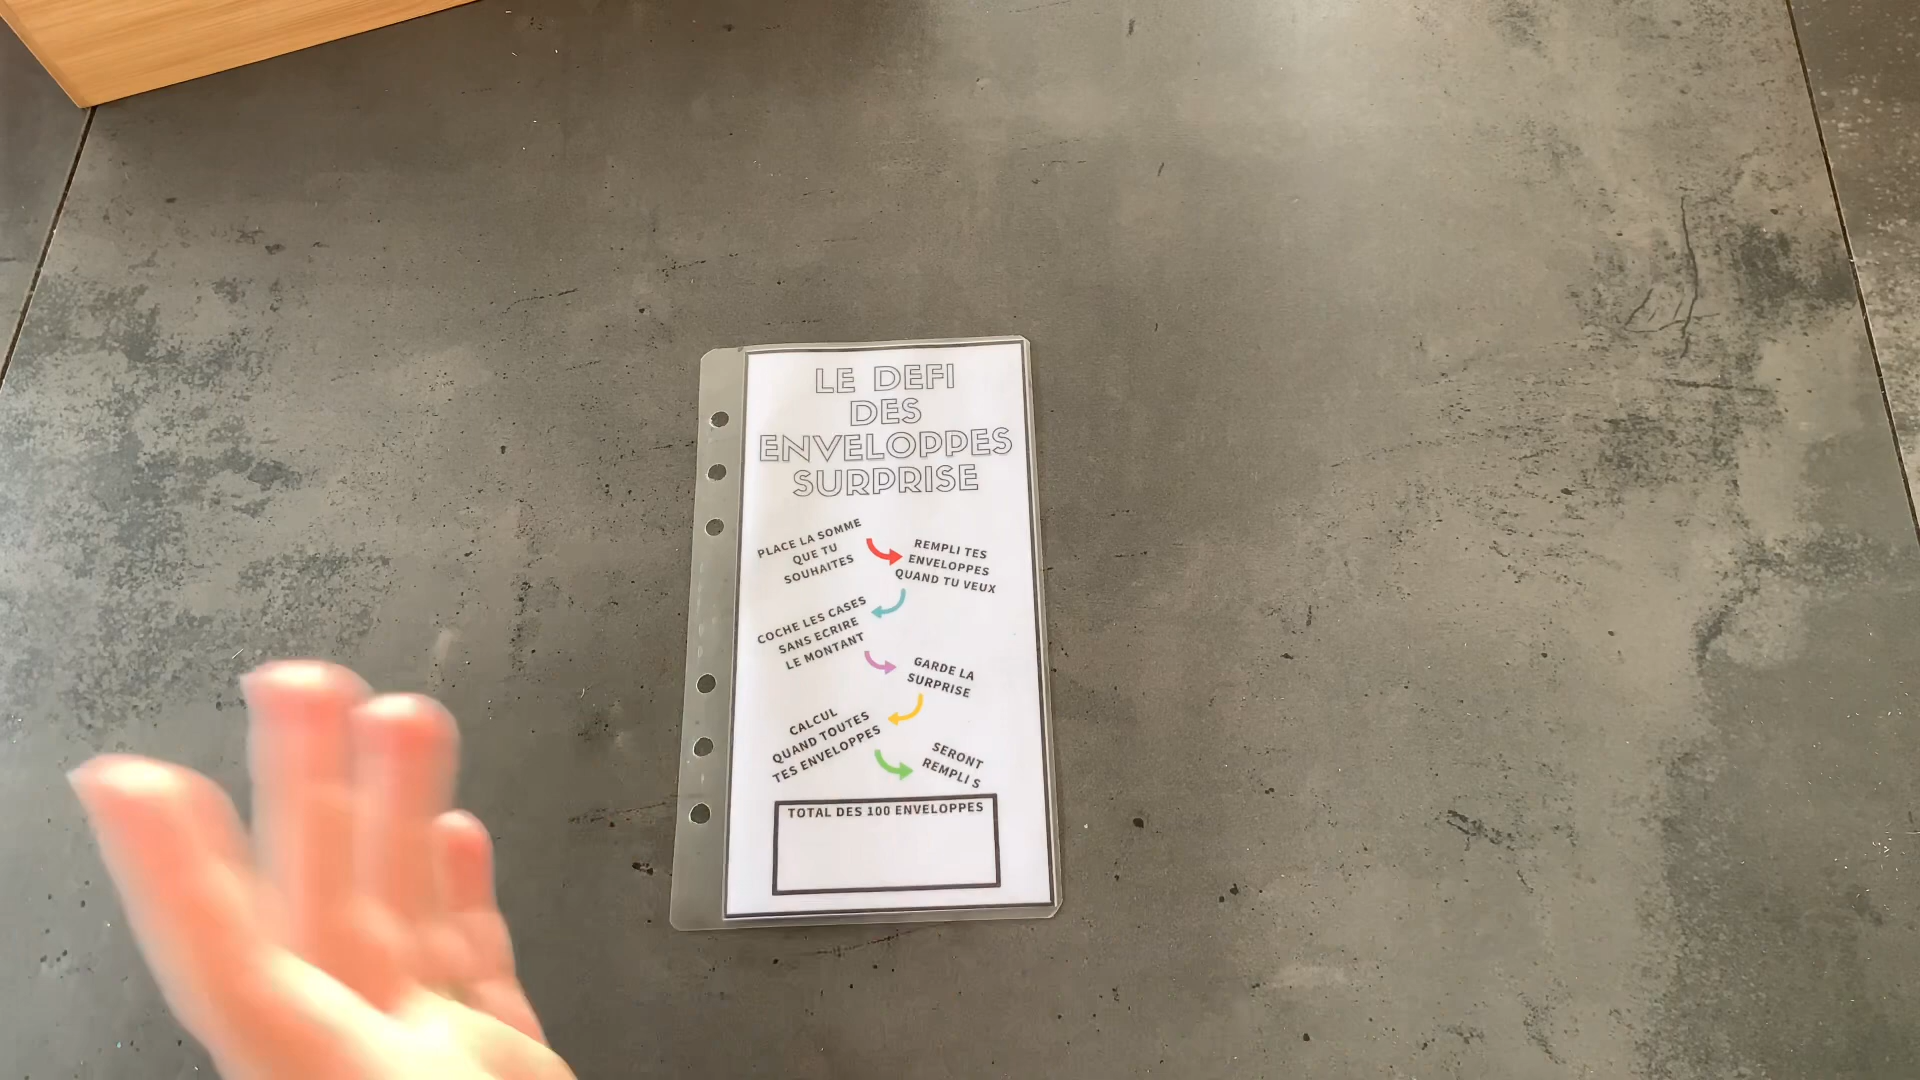 LE DEFI
DES
ENVELOPPES
SURPRISE
PLACE LA SOMME
QUE TU
SOUHAITES
REMPLI TES
ENVELOPPES
QUAND TU VEUX
COCHE LES CASES
SANS ECRIRE
LE MONTANT
GARDE LA
SURPRISE
CALCUL
QUAND TOUTES
TES ENVELOPPES
SERONT
REMPLI S
TOTAL DES 100 ENVELOPPES